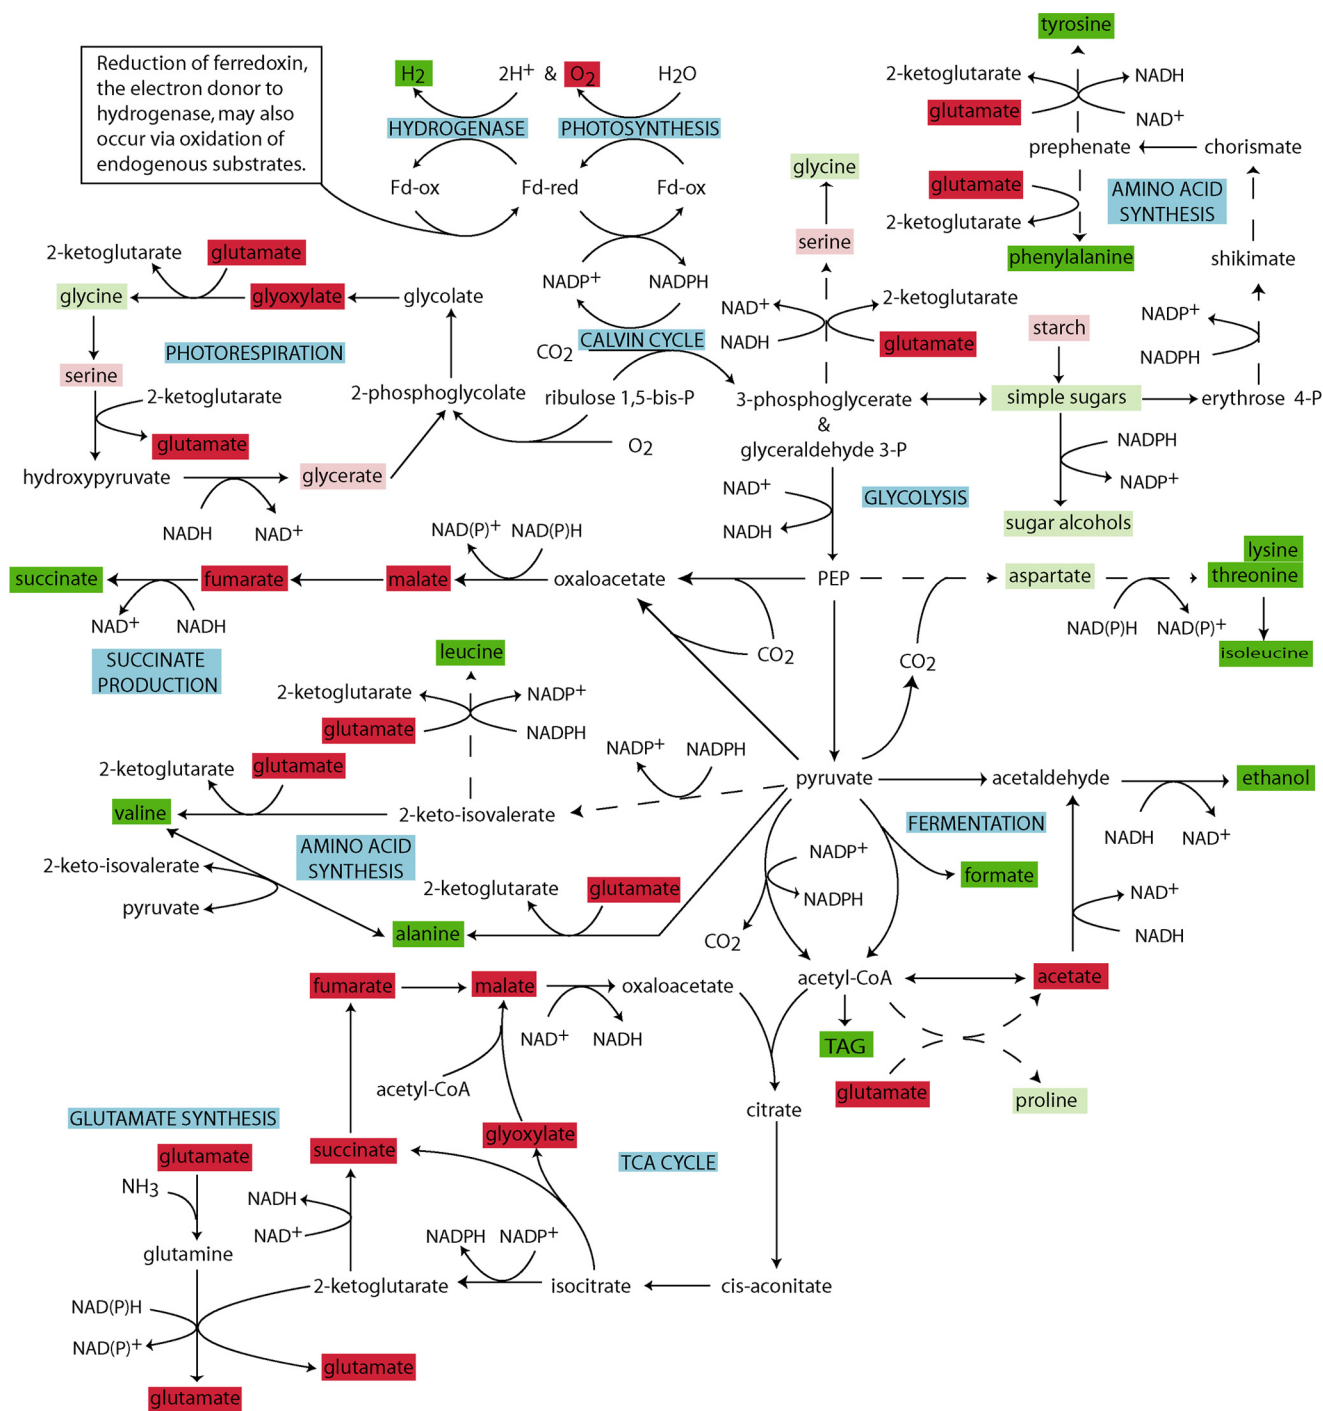 Reduction of ferredoxin,
the electron donor to
hydrogenase, may also
occur via oxidation of
endogenous substrates.
H2
2H+ & O2
H2O
HYDROGENASE
PHOTOSYNTHESIS
Fd-ox
Fd-red
Fd-ox
NADP+
NADPH
CALVIN CYCLE
CO2
ribulose 1,5-bis-P
O2
2-ketoglutarate
glutamate
glycine
glyoxylate
glycolate
PHOTORESPIRATION
serine
2-ketoglutarate
glutamate
2-phosphoglycolate
hydroxypyruvate
glycerate
NADH
NAD+
glycine
serine
NAD+
2-ketoglutarate
NADH
glutamate
3-phosphoglycerate
&
glyceraldehyde 3-P
tyrosine
2-ketoglutarate
NADH
glutamate
NAD+
prephenate
chorismate
glutamate
AMINO ACID
SYNTHESIS
2-ketoglutarate
phenylalanine
shikimate
NADP+
NADPH
starch
simple sugars
erythrose 4-P
NADPH
NADP+
sugar alcohols
NAD+
GLYCOLYSIS
NADH
NAD(P)+
NAD(P)H
succinate
fumarate
malate
oxaloacetate
PEP
aspartate
lysine
threonine
NAD+
NADH
NAD(P)H
NAD(P)+
isoleucine
SUCCINATE
PRODUCTION
CO2
CO2
leucine
2-ketoglutarate
NADP+
glutamate
NADPH
2-ketoglutarate
glutamate
NADP+
NADPH
valine
2-keto-isovalerate
pyruvate
acetaldehyde
ethanol
AMINO ACID
SYNTHESIS
FERMENTATION
NADH
NAD+
2-keto-isovalerate
pyruvate
2-ketoglutarate
glutamate
alanine
NADP+
NADPH
CO2
formate
NAD+
NADH
fumarate
malate
oxaloacetate
acetyl-CoA
acetate
NAD+
NADH
TAG
acetyl-CoA
glutamate
proline
citrate
GLUTAMATE SYNTHESIS
glutamate
succinate
glyoxylate
TCA CYCLE
NH3
NADH
NAD+
NADPH
NADP+
glutamine
2-ketoglutarate
isocitrate
cis-aconitate
NAD(P)H
NAD(P)+
glutamate
glutamate